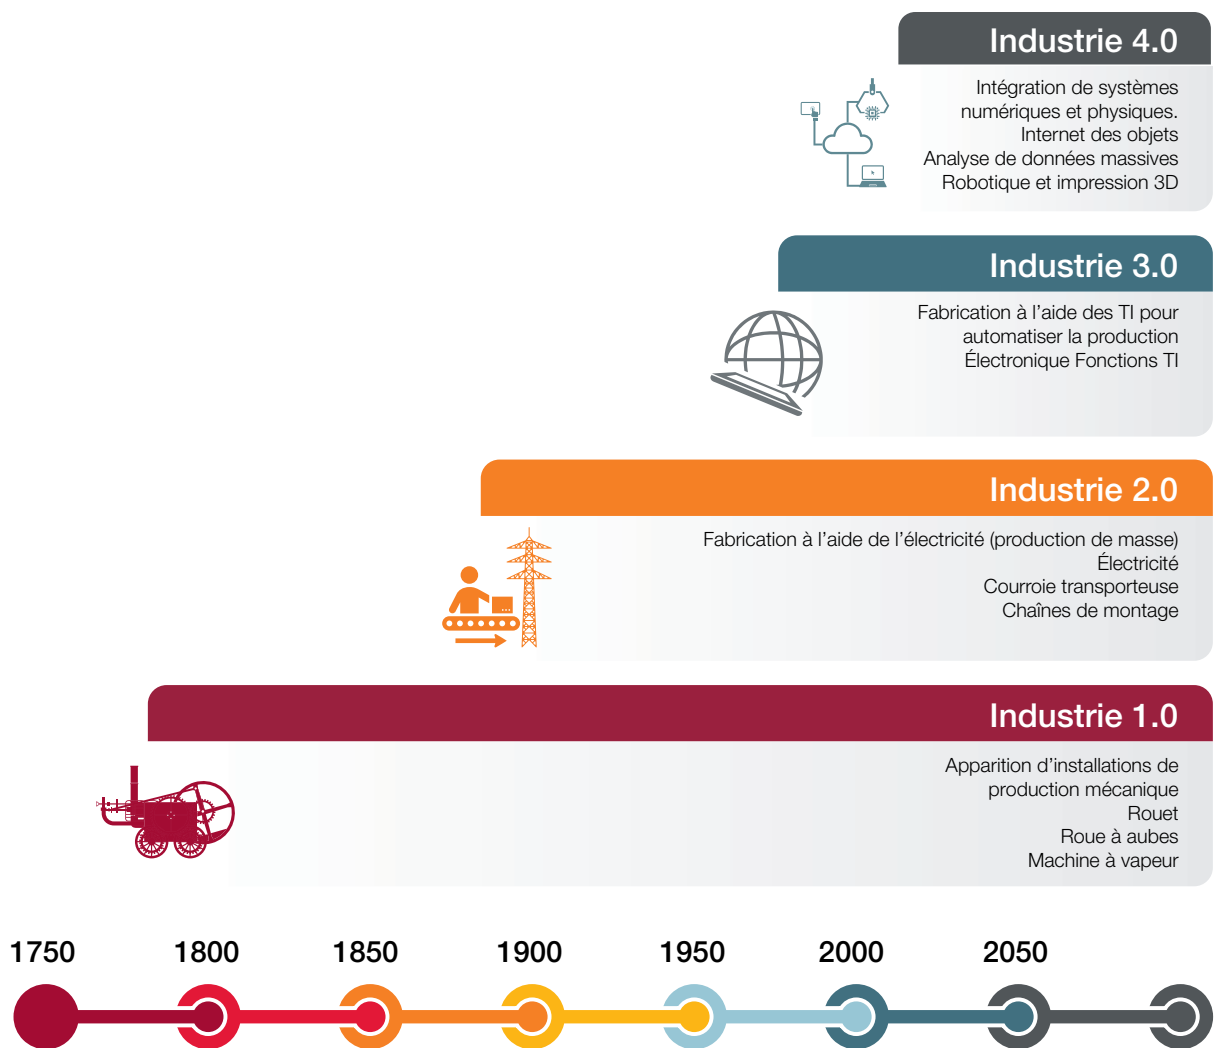 Industrie 4.0
Intégration de systèmes
numériques et physiques.
Internet des objets
Analyse de données massives
Robotique et impression 3D
Industrie 3.0
Fabrication à l’aide des TI pour
automatiser la production
Électronique Fonctions TI
Industrie 2.0
Fabrication à l’aide de l’électricité (production de masse)
Électricité
Courroie transporteuse
Chaînes de montage
Industrie 1.0
Apparition d’installations de
production mécanique
Rouet
Roue à aubes
Machine à vapeur
1750 1800 1850 1900 1950 2000 2050